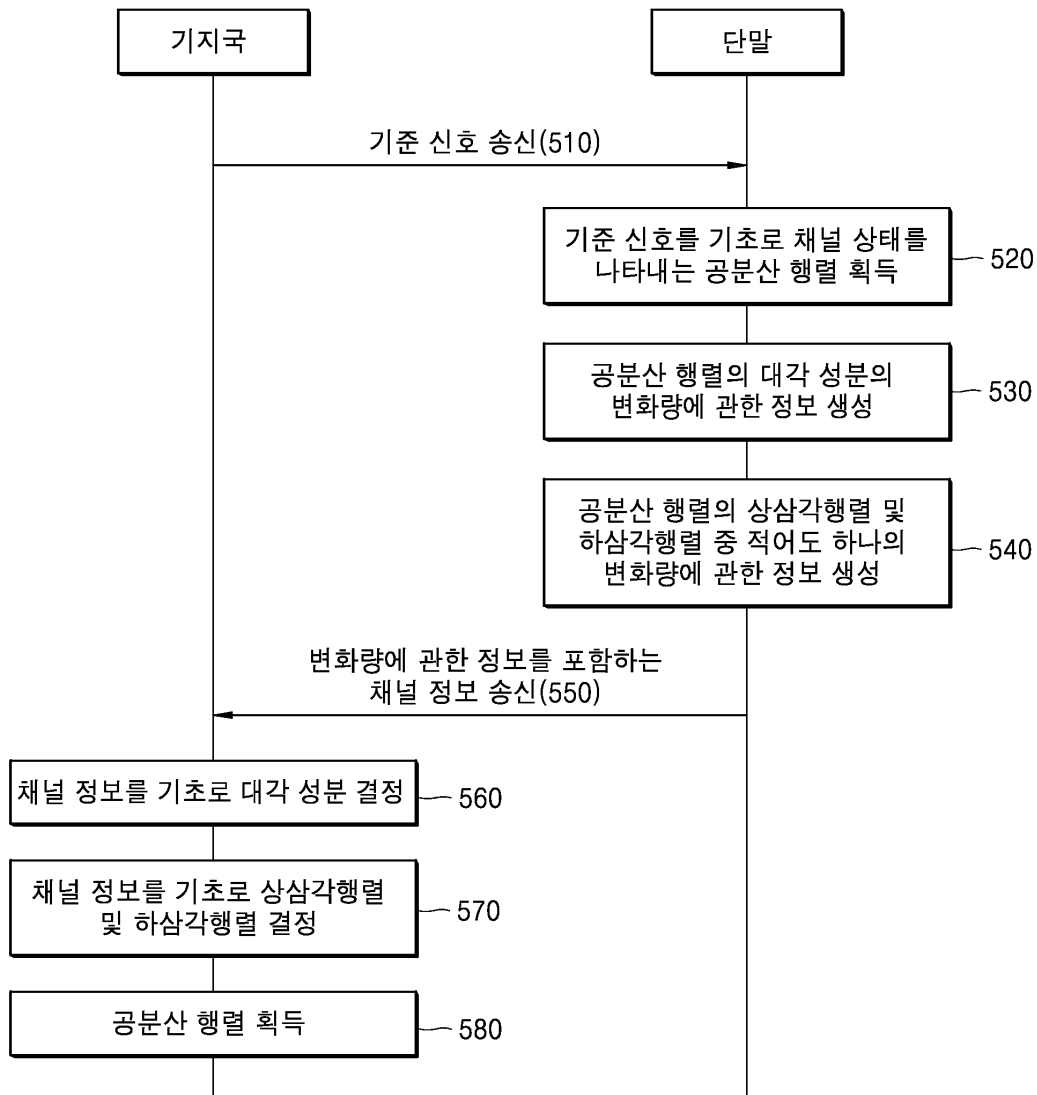 기지국
단말
기준 신호 송신(510)
기준 신호를 기초로 채널 상태를
나타내는 공분산 행렬 획득
520
공분산 행렬의 대각 성분의
변화량에 관한 정보 생성
530
공분산 행렬의 상삼각행렬 및
하삼각행렬 중 적어도 하나의
변화량에 관한 정보 생성
540
변화량에 관한 정보를 포함하는
채널 정보 송신(550)
채널 정보를 기초로 대각 성분 결정
560
채널 정보를 기초로 상삼각행렬
및 하삼각행렬 결정
570
공분산 행렬 획득
580